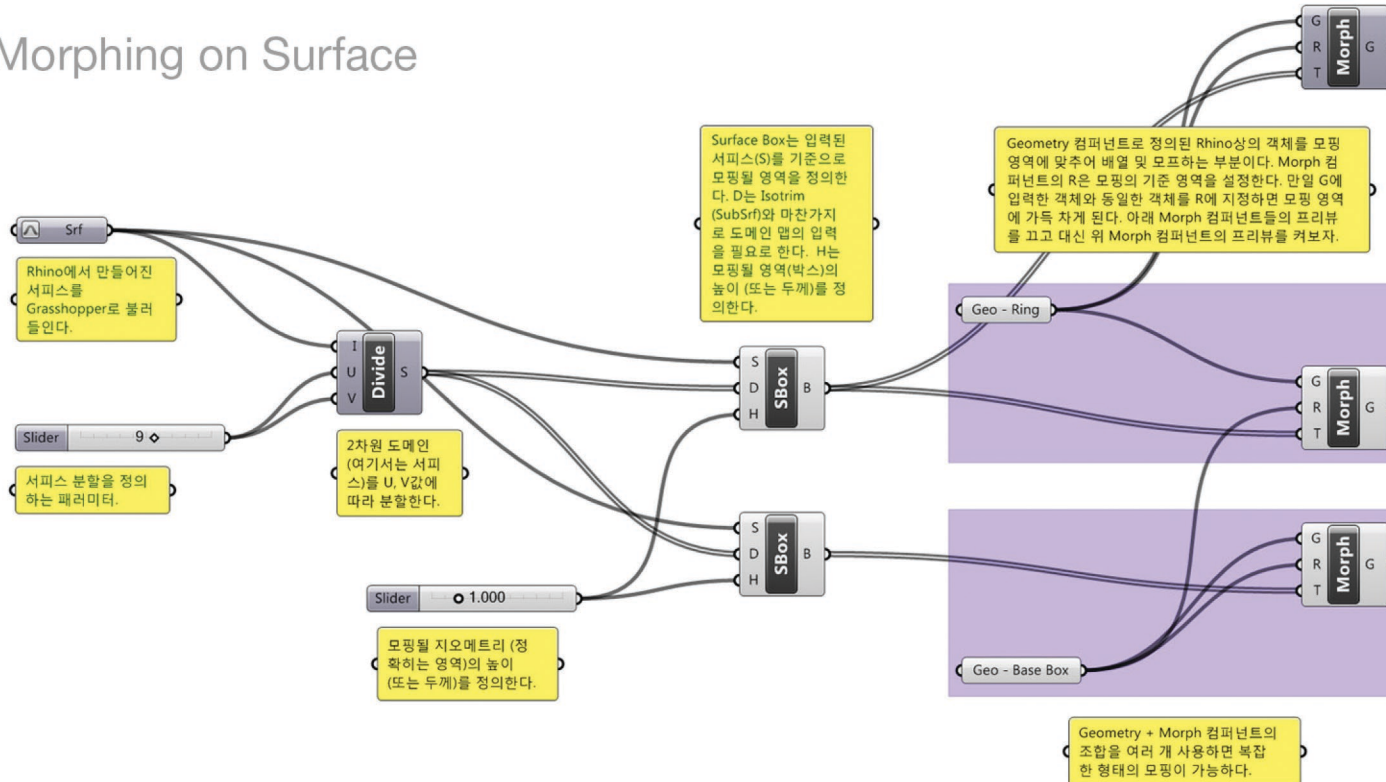 Morphing on Surface
Srf
Rhino에서 만들어진
서피스를
Grasshopper로 불러
들인다.
Slider
9
서피스 분할을 정의
하는 패러미터.
I
U
V
Divide
S
2차원 도메인
(여기서는 서피
스)를 U, V값에
따라 분할한다.
Slider
1.000
모핑될 지오메트리 (정
확히는 영역)의 높이
(또는 두께)를 정의한다.
Surface Box는 입력된
서피스(S)를 기준으로
모핑될 영역을 정의한
다. D는 Isotrim
(SubSrf)와 마찬가지
로 도메인 맵의 입력
을 필요로 한다. H는
모핑될 영역(박스)의
높이 (또는 두께)를 정
의한다.
S
D
H
SBox
B
S
D
H
SBox
B
G
R
T
Morph
G
Geometry 컴퍼넌트로 정의된 Rhino상의 객체를 모핑
영역에 맞추어 배열 및 모프하는 부분이다. Morph 컴
퍼넌트의 R은 모핑의 기준 영역을 설정한다. 만일 G에
입력한 객체와 동일한 객체를 R에 지정하면 모핑 영역
에 가득 차게 된다. 아래 Morph 컴퍼넌트들의 프리뷰
를 끄고 대신 위 Morph 컴퍼넌트의 프리뷰를 켜보자.
Geo - Ring
G
R
T
Morph
G
G
R
T
Morph
G
Geo - Base Box
Geometry + Morph 컴퍼넌트의
조합을 여러 개 사용하면 복잡
한 형태의 모핑이 가능하다.